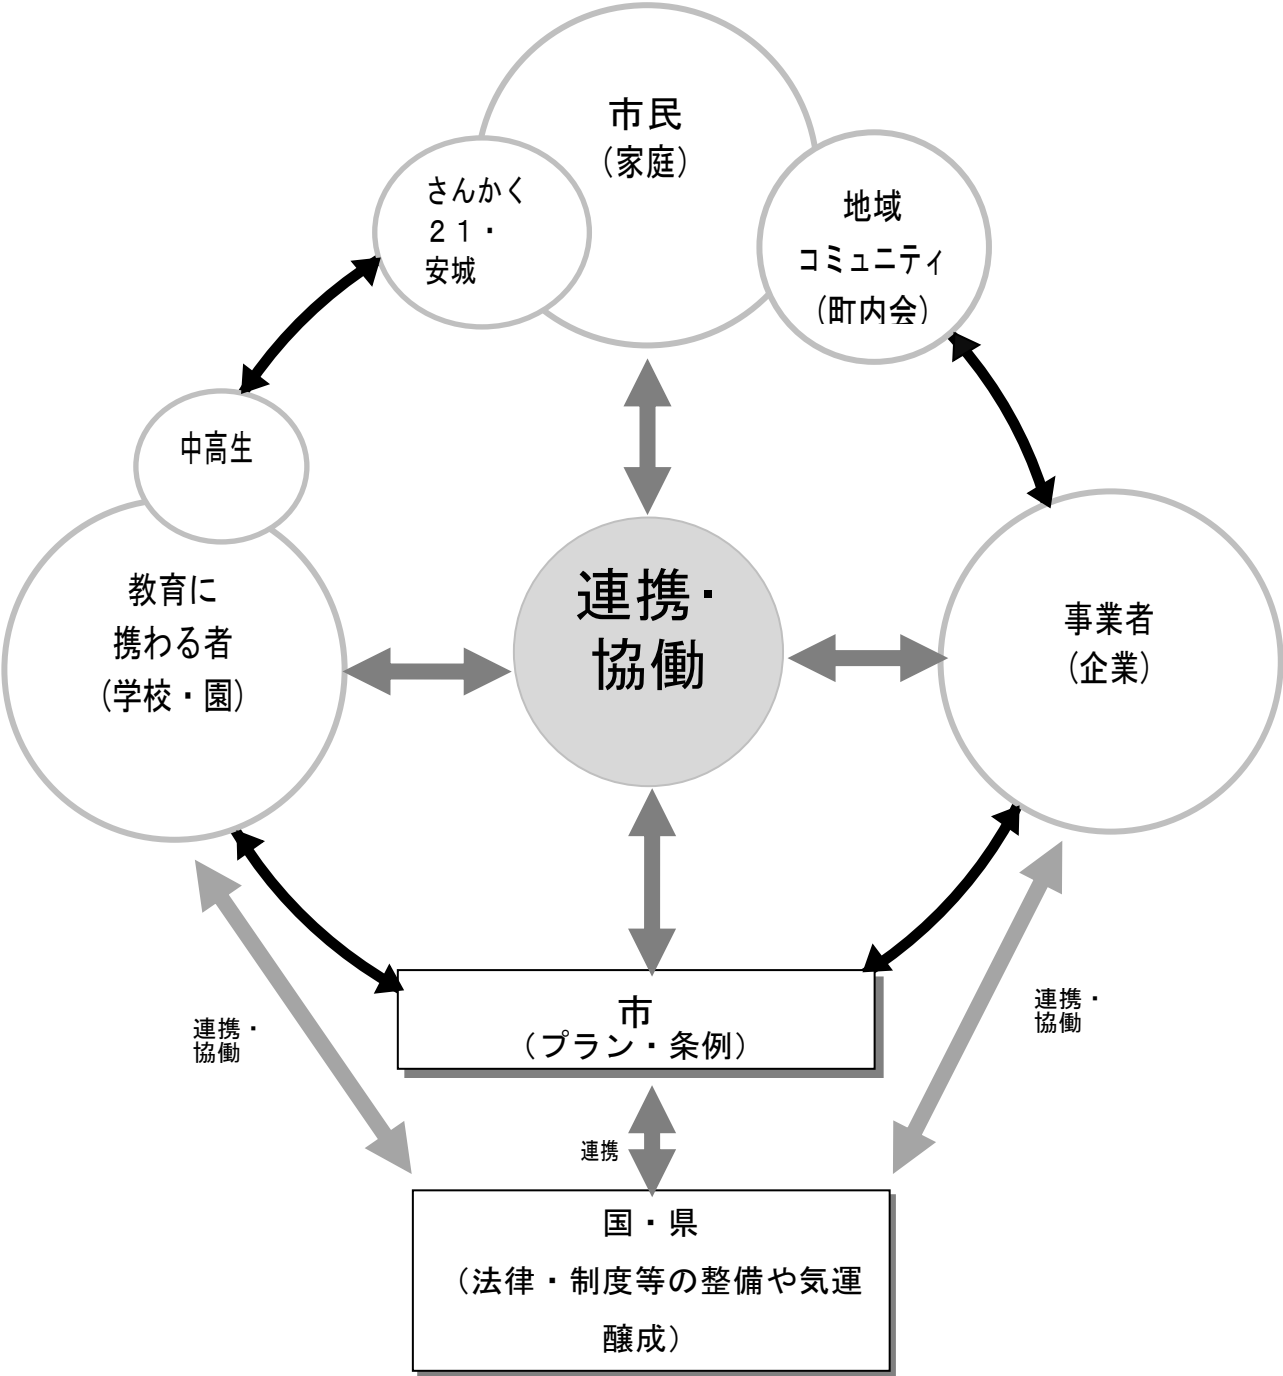 市民
（家庭）
さんかく
２１・
安城
地域
コミュニティ
（町内会）
中高生
教育に
携わる者
（学校・園）
連携・
協働
事業者
（企業）
市
（プラン・条例）
連携・
協働
連携・
協働
連携
国・県
（法律・制度等の整備や気運
醸成）